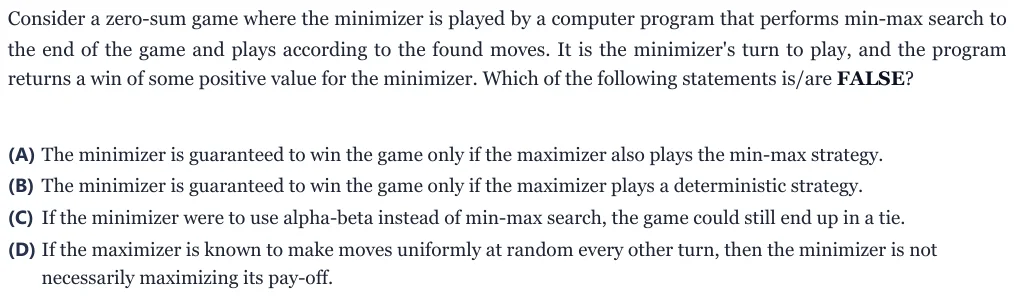 Consider a zero-sum game where the minimizer is played by a computer program that performs min-max search to
the end of the game and plays according to the found moves. It is the minimizer's turn to play, and the program
returns a win of some positive value for the minimizer. Which of the following statements is/are FALSE?
(A) The minimizer is guaranteed to win the game only if the maximizer also plays the min-max strategy.
(B) The minimizer is guaranteed to win the game only if the maximizer plays a deterministic strategy.
(C) If the minimizer were to use alpha-beta instead of min-max search, the game could still end up in a tie.
(D) If the maximizer is known to make moves uniformly at random every other turn, then the minimizer is not
necessarily maximizing its pay-off.